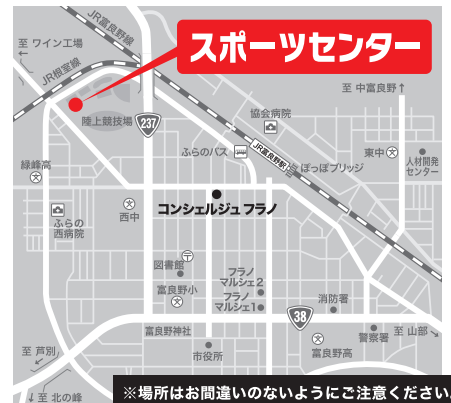 JR富良野線
至 ワイン工場
←
スポーツセンター
JR根室線
至 中富良野↑
陸上競技場
237
協会病院
ふらのバス
JR富良野駅
ぽっぽブリッジ
東中
人材開発
センター
緑峰高
西中
コンシェルジュ フラノ
ふらの
西病院
図書館
富良野小
フラノ
マルシェ2
フラノ
マルシェ1
38
消防署
富良野神社
市役所
富良野高
警察署
至 山部
↘
至 芦別
↙
↓至 北の峰
※場所はお間違いのないようにご注意ください。